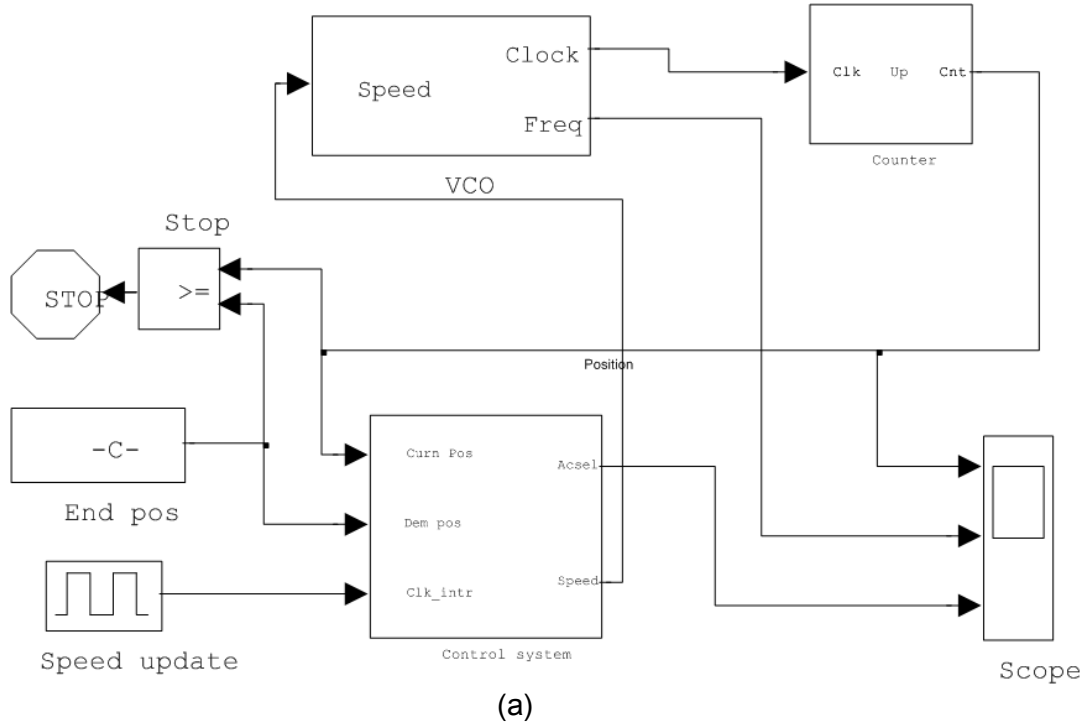 Clock
Speed
Freq
VCO
Clk Up Cnt
Counter
Stop
STOP
>=
Position
-C-
End pos
Curn Pos
Acsel
Dem pos
Speed
Clk_intr
Control system
Speed update
Scope
(a)